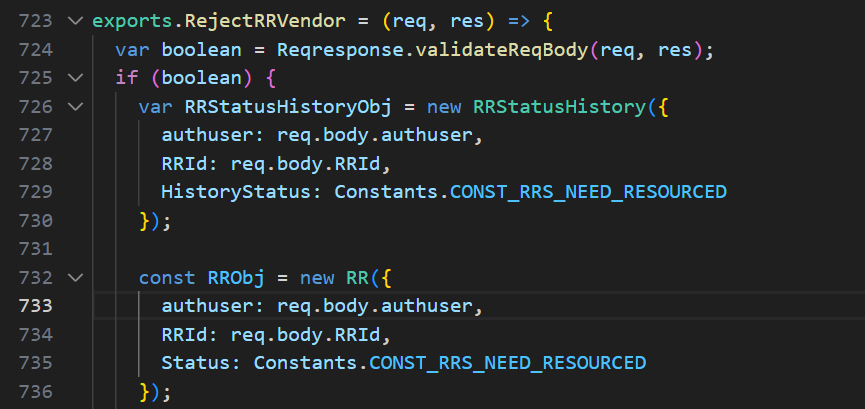 723 exports.RejectRRVendor = (req, res) => {
724   var boolean = Reqresponse.validateReqBody(req, res);
725   if (boolean) {
726     var RRStatusHistoryObj = new RRStatusHistory({
727       authuser: req.body.authuser,
728       RRId: req.body.RRId,
729       HistoryStatus: Constants.CONST_RRS_NEED_RESOURCED
730     });
731
732     const RRObj = new RR({
733       authuser: req.body.authuser,
734       RRId: req.body.RRId,
735       Status: Constants.CONST_RRS_NEED_RESOURCED
736     });